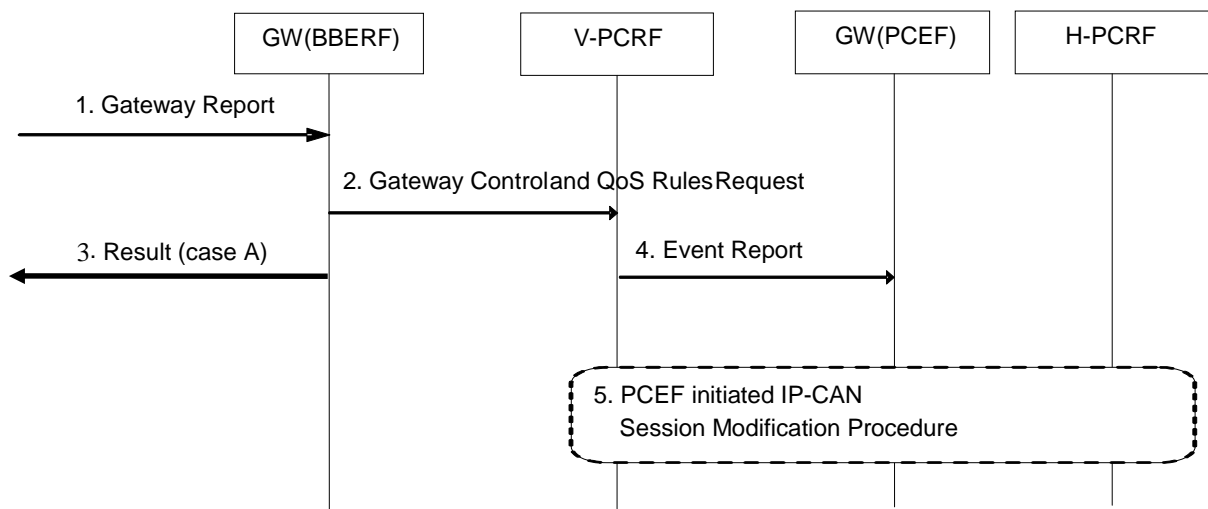 GW(BBERF)
V-PCRF
GW(PCEF)
H-PCRF
1. Gateway Report
2. Gateway Controland QoS RulesRequest
3. Result (case A)
4. Event Report
5. PCEF initiated IP-CAN
Session Modification Procedure